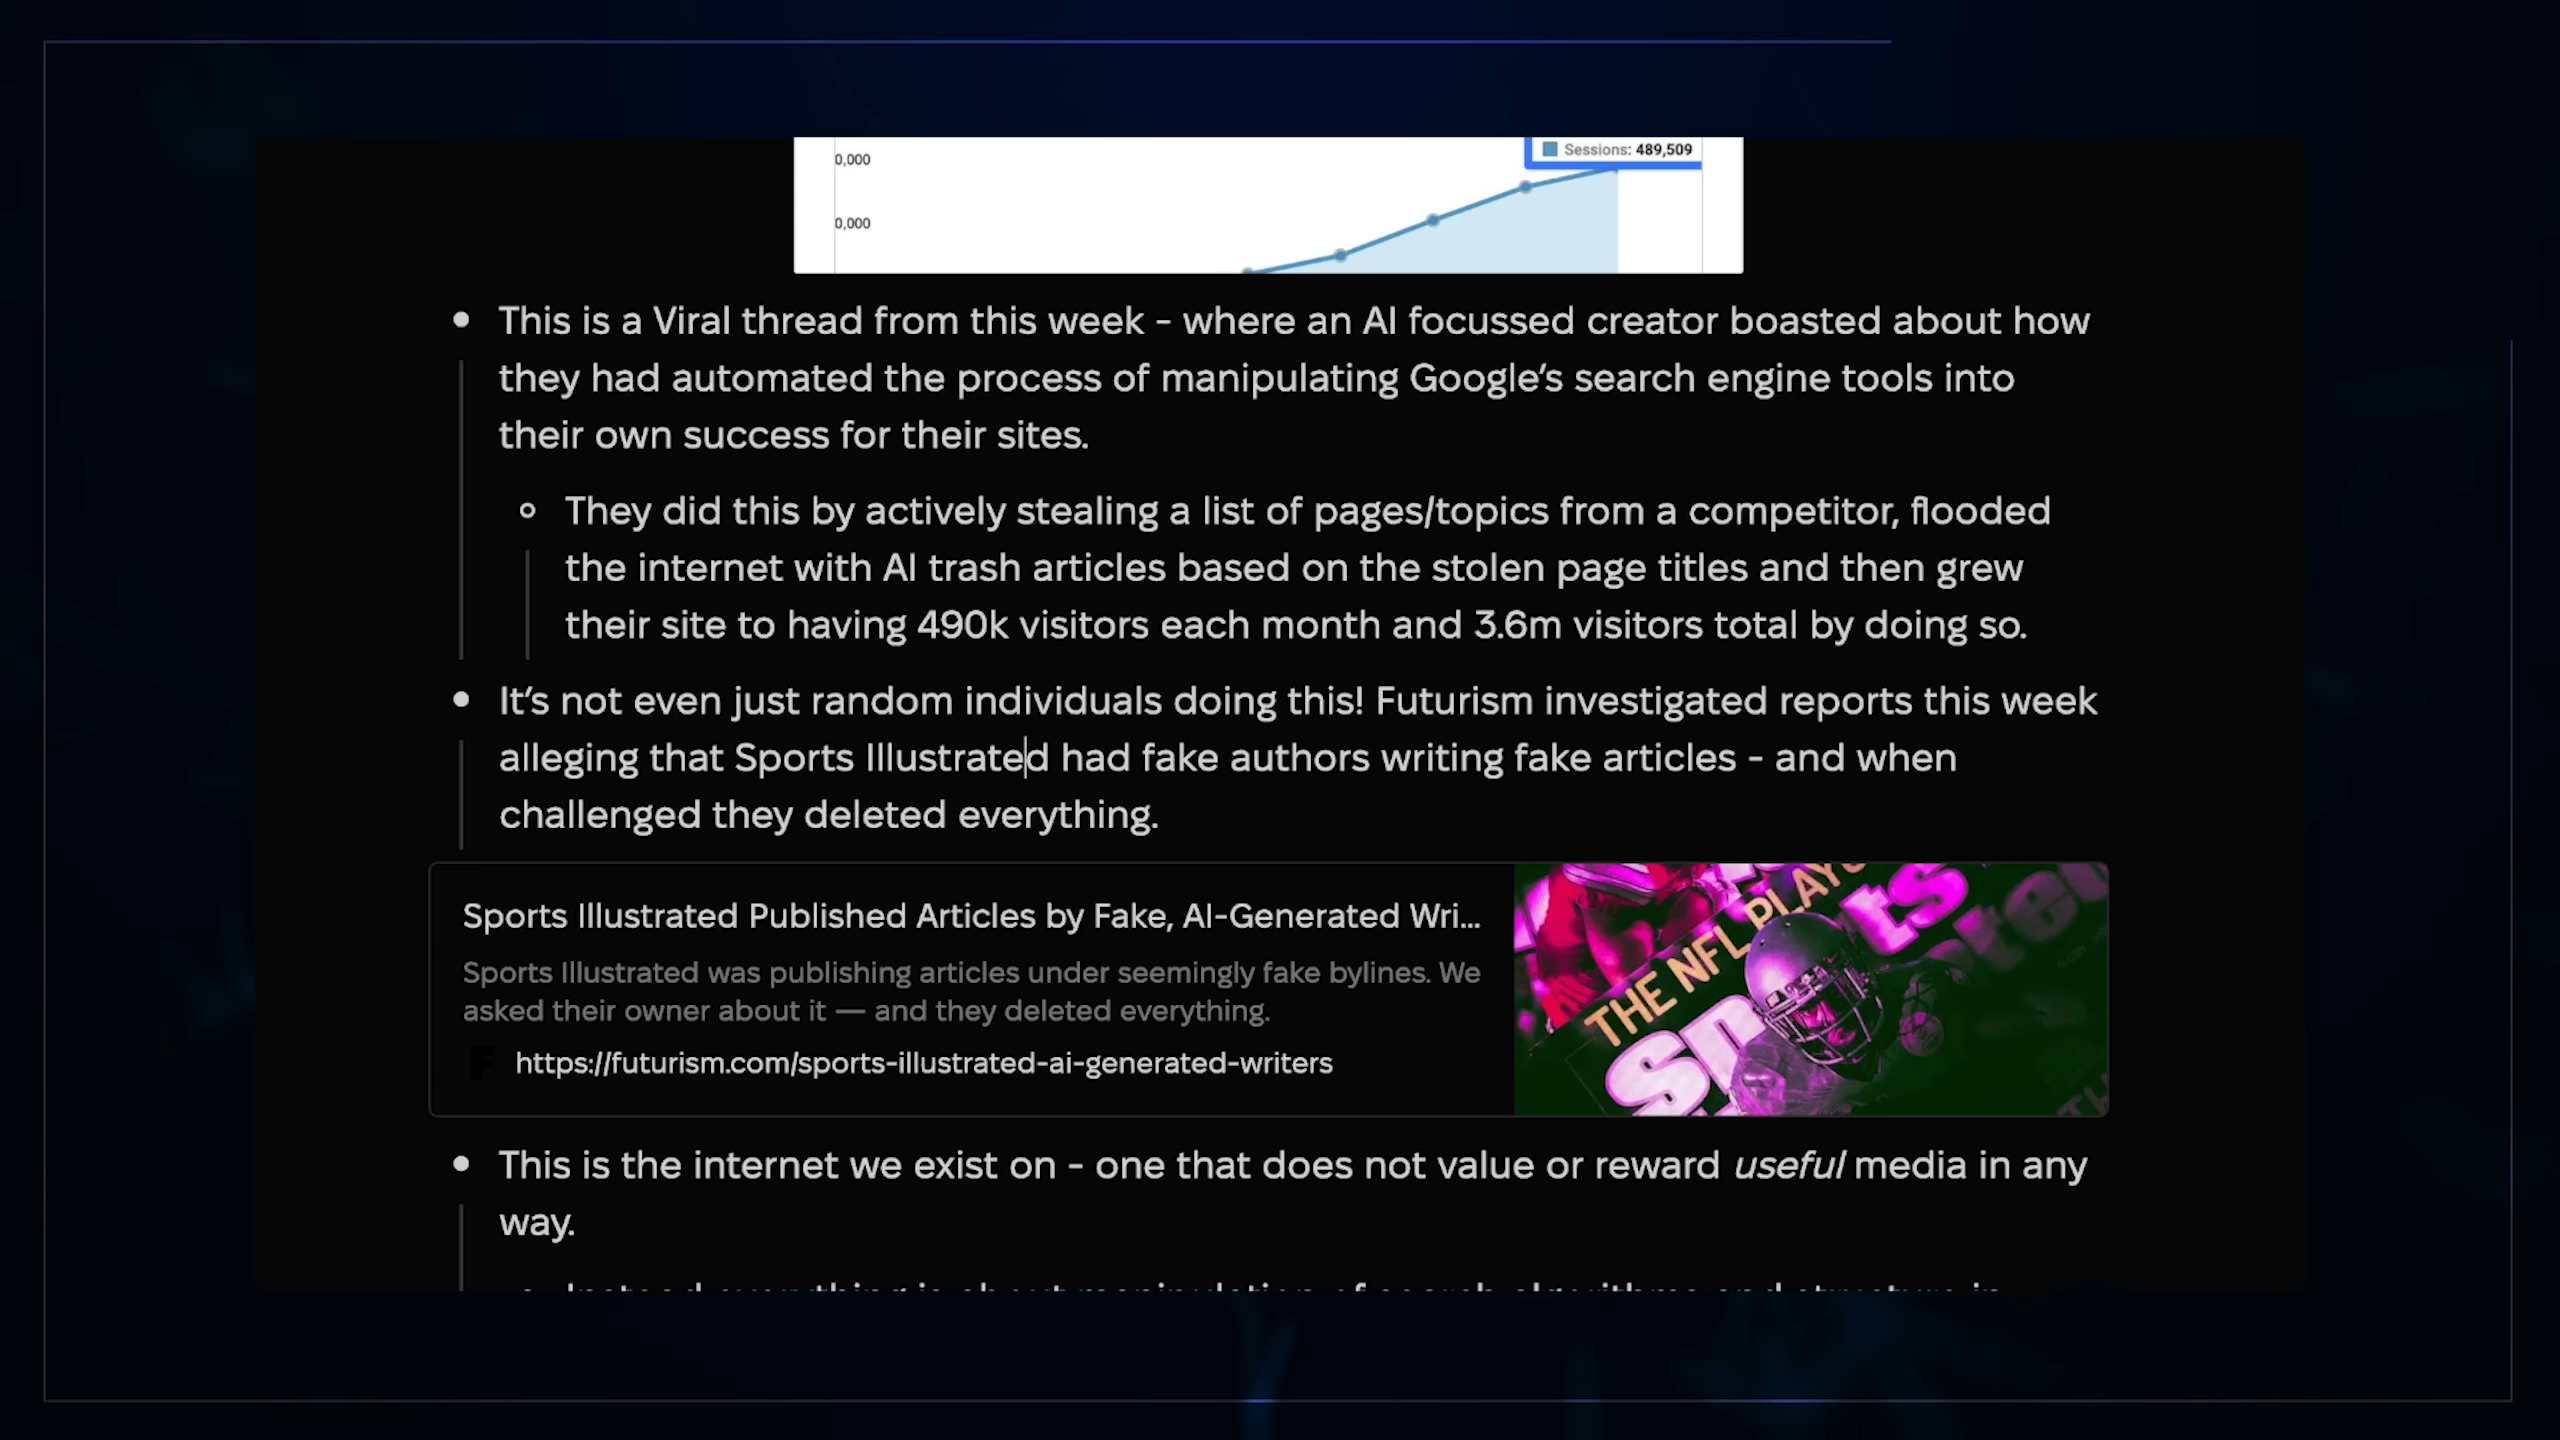 0,000
Sessions: 489,509
0,000
• This is a Viral thread from this week - where an AI focussed creator boasted about how
they had automated the process of manipulating Google's search engine tools into
their own success for their sites.
◦ They did this by actively stealing a list of pages/topics from a competitor, flooded
the internet with AI trash articles based on the stolen page titles and then grew
their site to having 490k visitors each month and 3.6m visitors total by doing so.
• It's not even just random individuals doing this! Futurism investigated reports this week
alleging that Sports Illustrated had fake authors writing fake articles - and when
challenged they deleted everything.
Sports Illustrated Published Articles by Fake, AI-Generated Wri...
Sports Illustrated was publishing articles under seemingly fake bylines. We
asked their owner about it — and they deleted everything.
https://futurism.com/sports-illustrated-ai-generated-writers
THE NFL
• This is the internet we exist on - one that does not value or reward useful media in any
way.